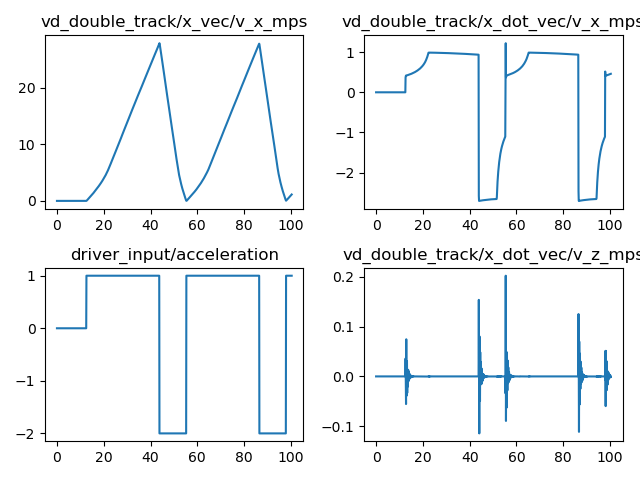 vd_double_track/x_vec/v_x_mps
vd_double_track/x_dot_vec/v_x_mps
20
10
0
0 20 40 60 80 100
1
0
−1
−2
0 20 40 60 80 100
driver_input/acceleration
vd_double_track/x_dot_vec/v_z_mps
1
0
−1
−2
0 20 40 60 80 100
0.2
0.1
0.0
−0.1
0 20 40 60 80 100